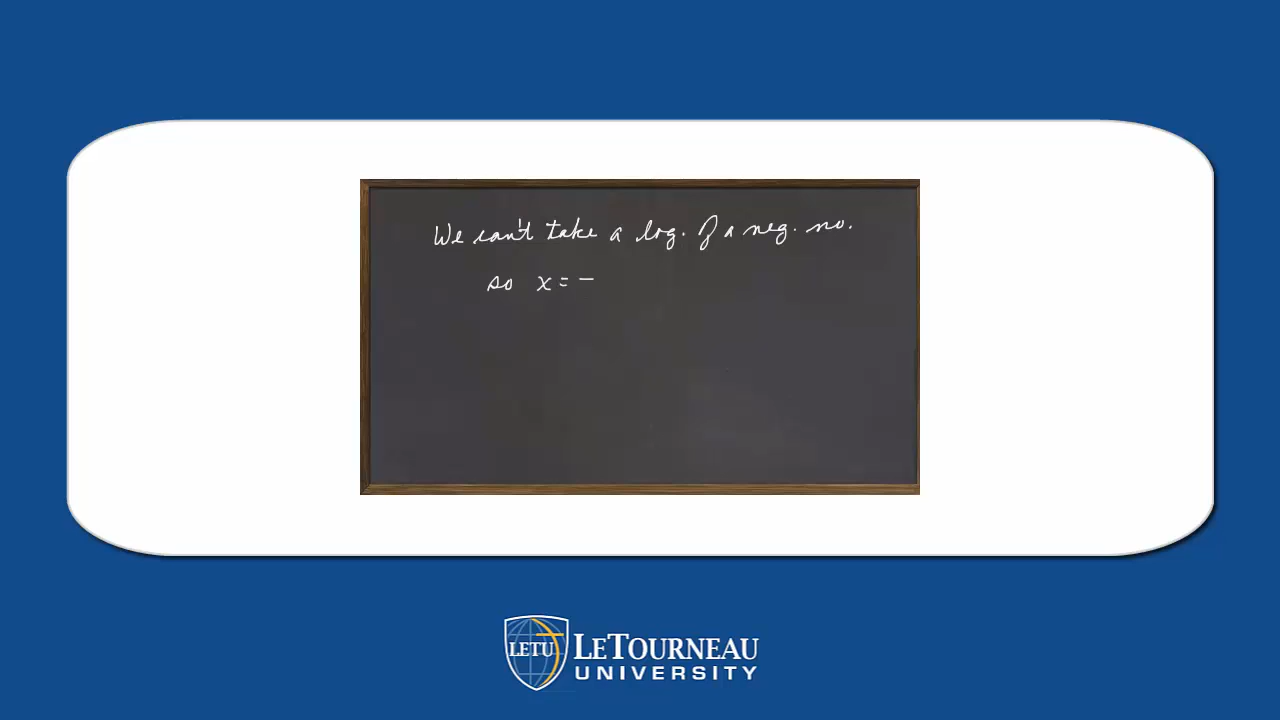 We can't take a log. of a neg. no.
so x = –
LETU
LETOURNEAU
UNIVERSITY